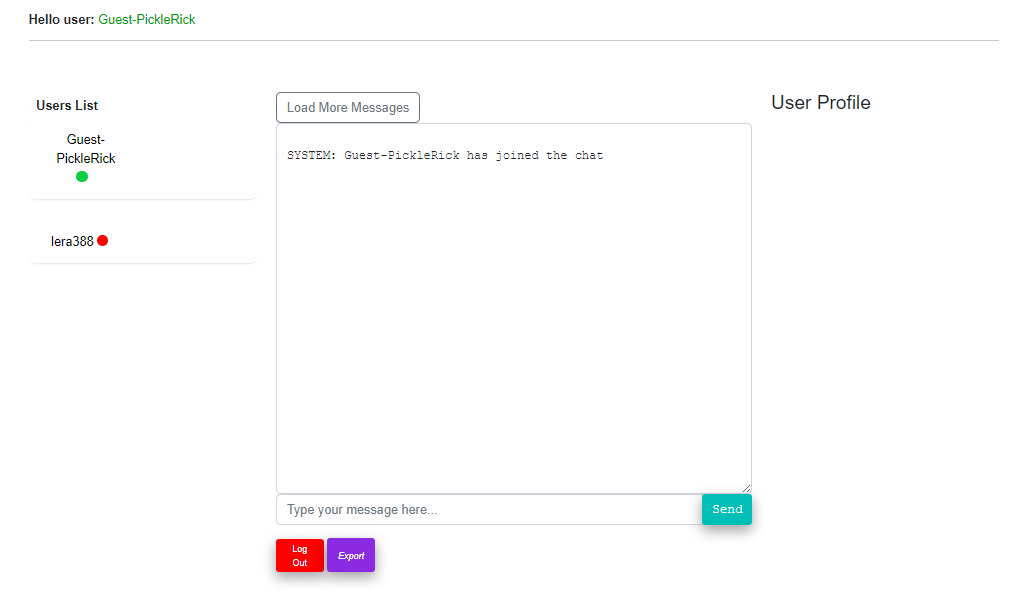 Hello user: Guest-PickleRick
Users List
Guest-
PickleRick
lera388
Load More Messages
SYSTEM: Guest-PickleRick has joined the chat
Type your message here...
Send
Log
Out
Export
User Profile